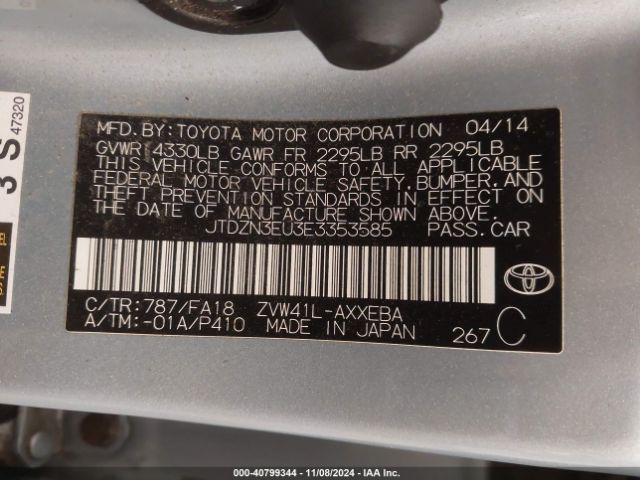 MFD.BY:TOYOTA MOTOR CORPORATION 04/14
GVWR:4330LB GAWR FR 2295LB RR 2295LB
THIS VEHICLE CONFORMS TO ALL APPLICABLE
FEDERAL MOTOR VEHICLE SAFETY,BUMPER,AND
THEFT PREVENTION STANDARDS IN EFFECT ON
THE DATE OF MANUFACTURE SHOWN ABOVE.
JTDZN3EU3E3353585 PASS.CAR
C/TR:787/FA18 ZVW41L-AXXEBA
A/TM:-01A/P410 MADE IN JAPAN 267 C
3 S 47320
000-40799344 | 11/08/2024 | IAA Inc.